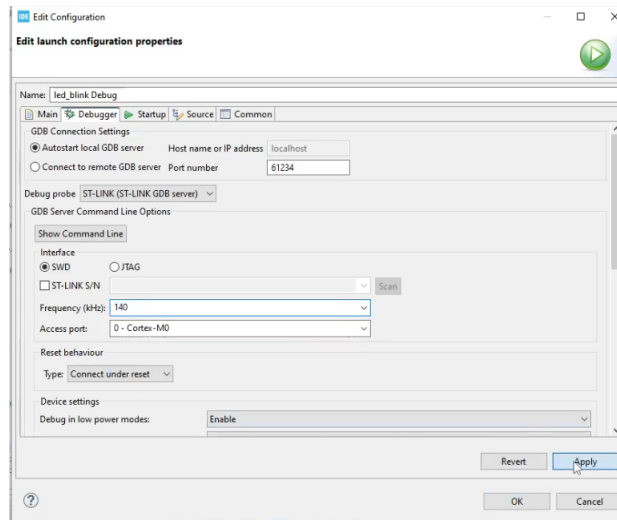 IDE Edit Configuration
Edit launch configuration properties
Name: led_blink Debug
Main Debugger Startup Source Common
GDB Connection Settings
Autostart local GDB server Host name or IP address localhost
Connect to remote GDB server Port number 61234
Debug probe ST-LINK (ST-LINK GDB server)
GDB Server Command Line Options
Show Command Line
Interface
SWD JTAG
ST-LINK S/N Scan
Frequency (kHz): 140
Access port: 0 - Cortex-M0
Reset behaviour
Type: Connect under reset
Device settings
Debug in low power modes: Enable
Revert Apply
? OK Cancel